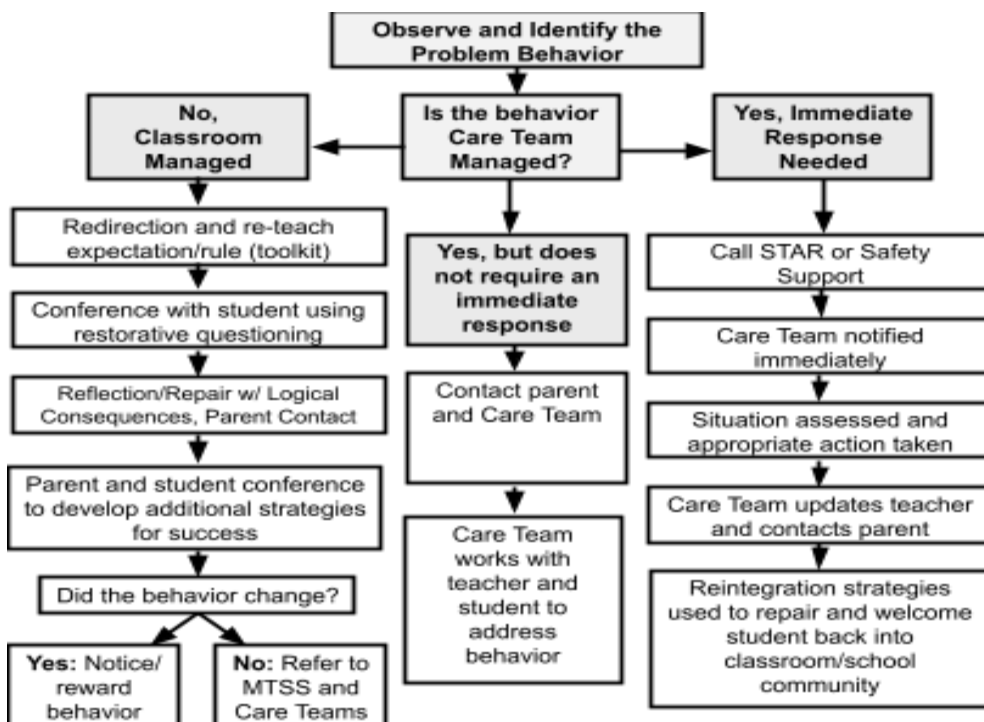 Observe and Identify the
Problem Behavior
No,
Classroom
Managed
Is the behavior
Care Team
Managed?
Yes, Immediate
Response
Needed
Redirection and re-teach
expectation/rule (toolkit)
Conference with student using
restorative questioning
Reflection/Repair w/ Logical
Consequences, Parent Contact
Parent and student conference
to develop additional strategies
for success
Did the behavior change?
Yes: Notice/
reward
behavior
No: Refer to
MTSS and
Care Teams
Yes, but does
not require an
immediate
response
Contact parent
and Care Team
Care Team
works with
teacher and
student to
address
behavior
Call STAR or Safety
Support
Care Team notified
immediately
Situation assessed and
appropriate action taken
Care Team updates teacher
and contacts parent
Reintegration strategies
used to repair and welcome
student back into
classroom/school
community